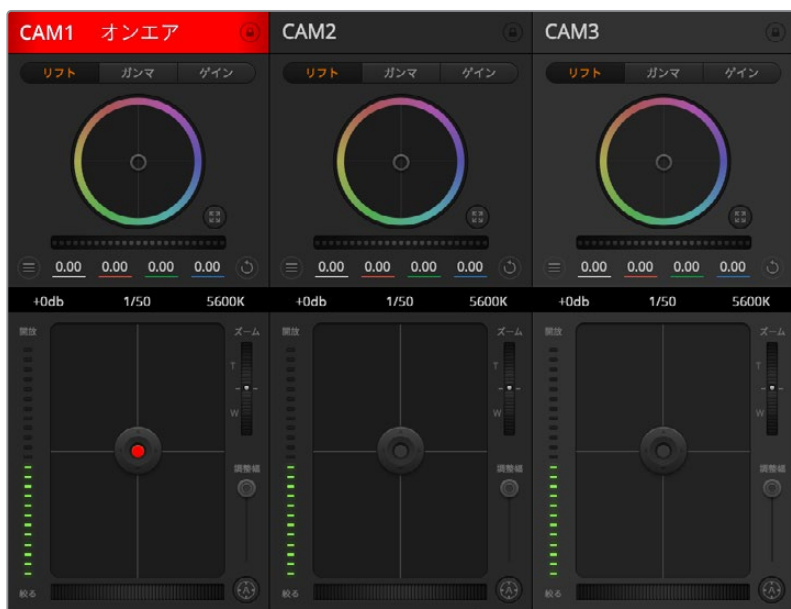 CAM1 オンエア CAM2 CAM3
リフト ガンマ ゲイン リフト ガンマ ゲイン リフト ガンマ ゲイン
0.00 0.00 0.00 0.00 0.00 0.00 0.00 0.00 0.00 0.00 0.00 0.00
+0db 1/50 5600K +0db 1/50 5600K +0db 1/50 5600K
開放 ズーム 開放 ズーム 開放 ズーム
T T T
W W W
調整幅 調整幅 調整幅
絞る A 絞る A 絞る A